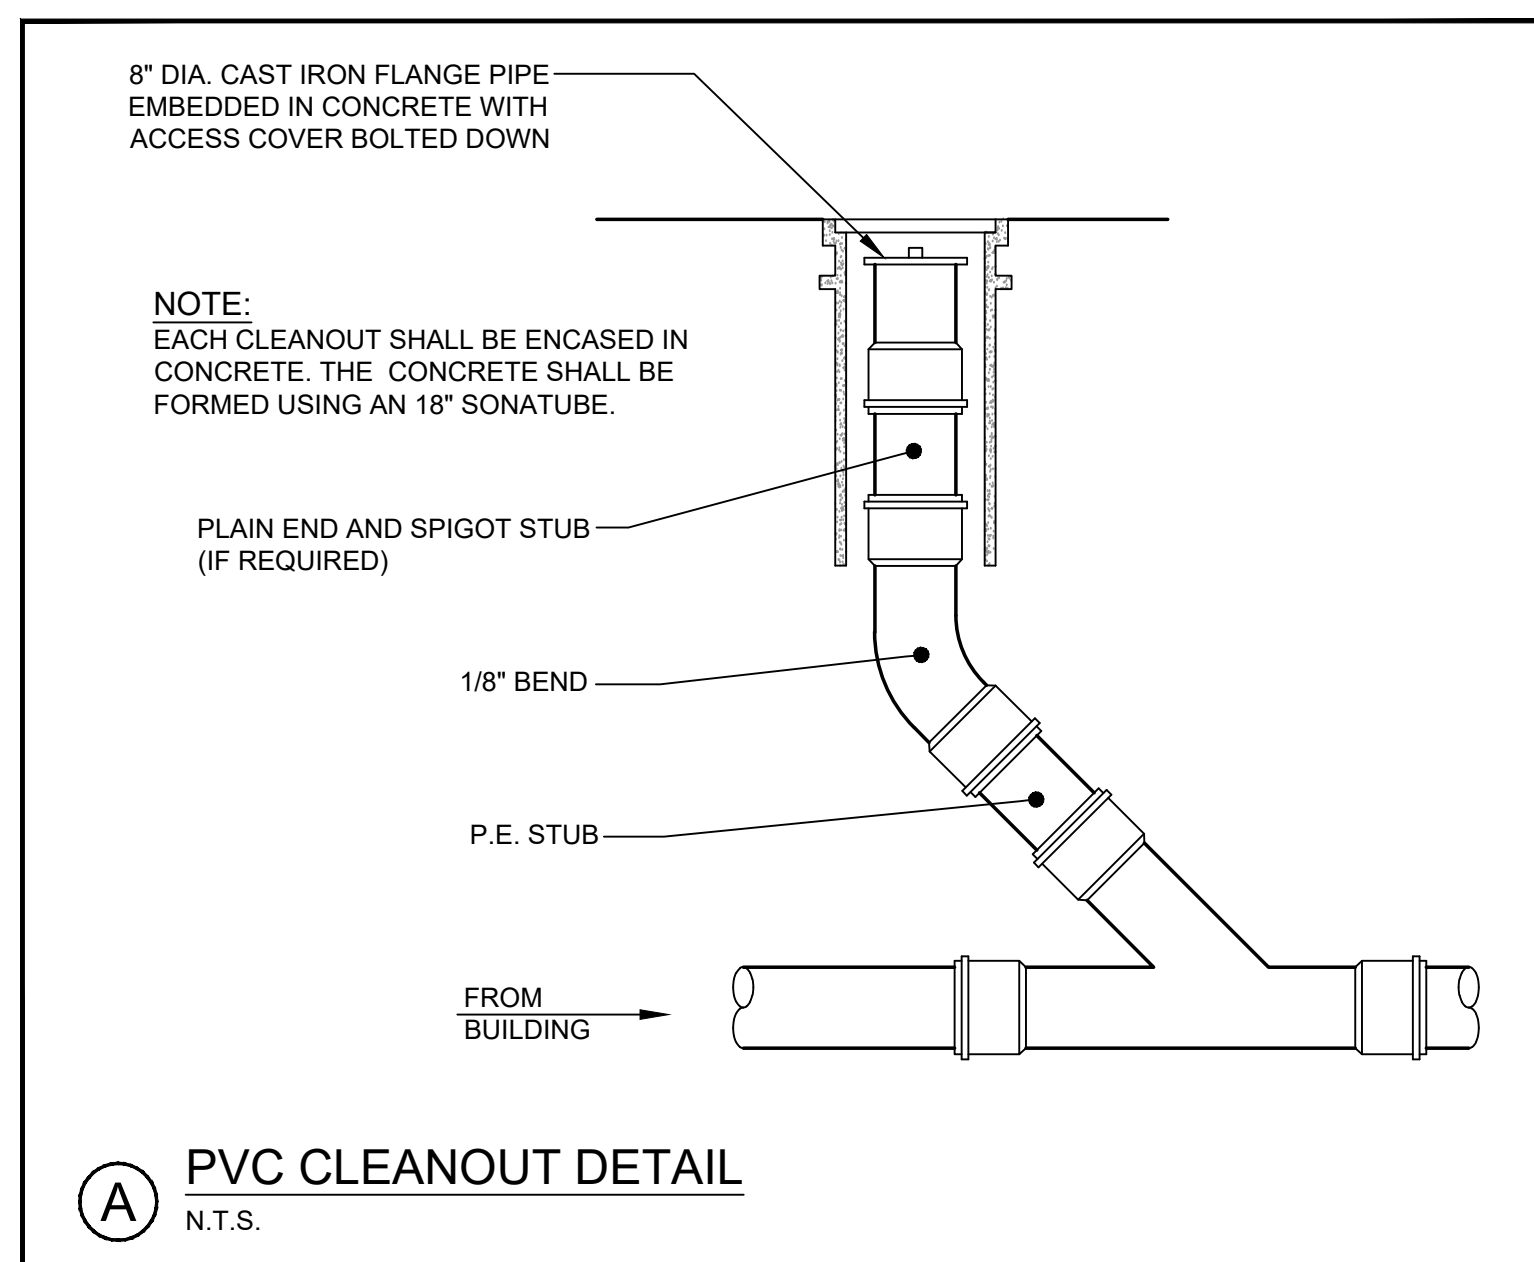 8" DIA. CAST IRON FLANGE PIPE
EMBEDDED IN CONCRETE WITH
ACCESS COVER BOLTED DOWN
NOTE:
EACH CLEANOUT SHALL BE ENCASED IN
CONCRETE. THE CONCRETE SHALL BE
FORMED USING AN 18" SONATUBE.
PLAIN END AND SPIGOT STUB
(IF REQUIRED)
1/8" BEND
P.E. STUB
FROM
BUILDING
A
PVC CLEANOUT DETAIL
N.T.S.